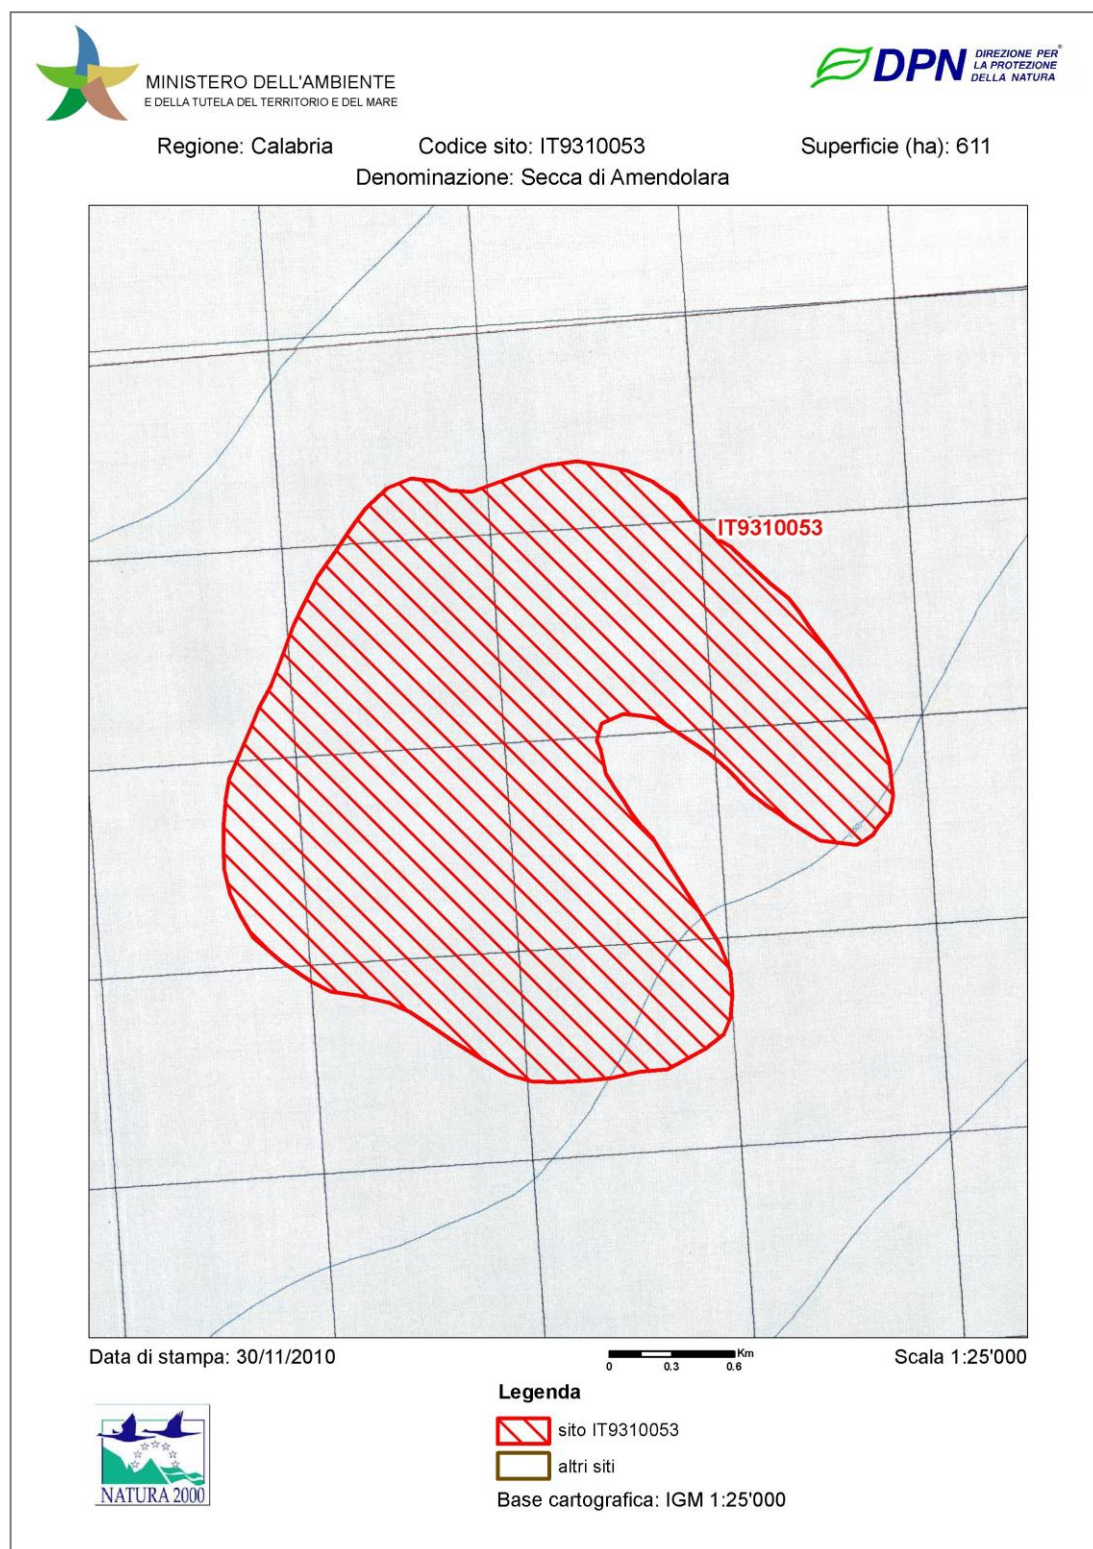 MINISTERO DELL'AMBIENTE
E DELLA TUTELA DEL TERRITORIO E DEL MARE
DPN DIREZIONE PER
LA PROTEZIONE
DELLA NATURA
Regione: Calabria Codice sito: IT9310053 Superficie (ha): 611
Denominazione: Secca di Amendolara
IT9310053
Data di stampa: 30/11/2010
Km
0 0.3 0.6
Scala 1:25'000
Legenda
sito IT9310053
altri siti
Base cartografica: IGM 1:25'000
NATURA 2000